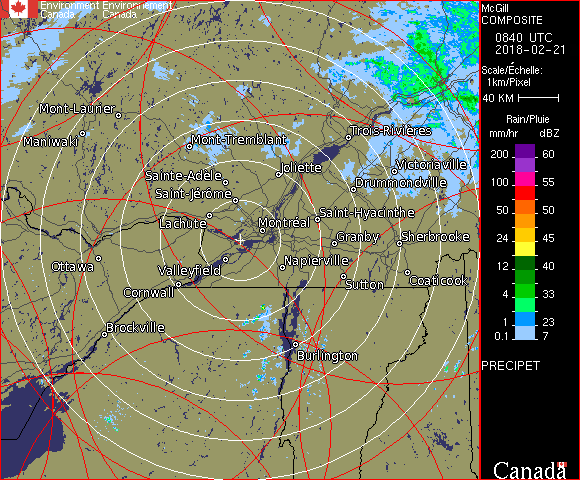 Environment Environnement
Canada Canada
McGill
COMPOSITE
0840 UTC
2018-02-21
Scale/Échelle:
1km/Pixel
40 KM
Rain/Pluie
mm/hr dBZ
200 60
150 57
100 55
50 50
24 45
12 40
4 33
1 23
0.1 7
PRECIPET
Canada
Mont-Laurier
Maniwaki
Mont-Tremblant
Trois-Rivières
Joliette
Victoriaville
Sainte-Adèle
Drummondville
Saint-Jérôme
Lachute
Montréal
Saint-Hyacinthe
Granby
Sherbrooke
Ottawa
Valleyfield
Napierville
Cornwall
Sutton
Coaticook
Brockville
Burlington